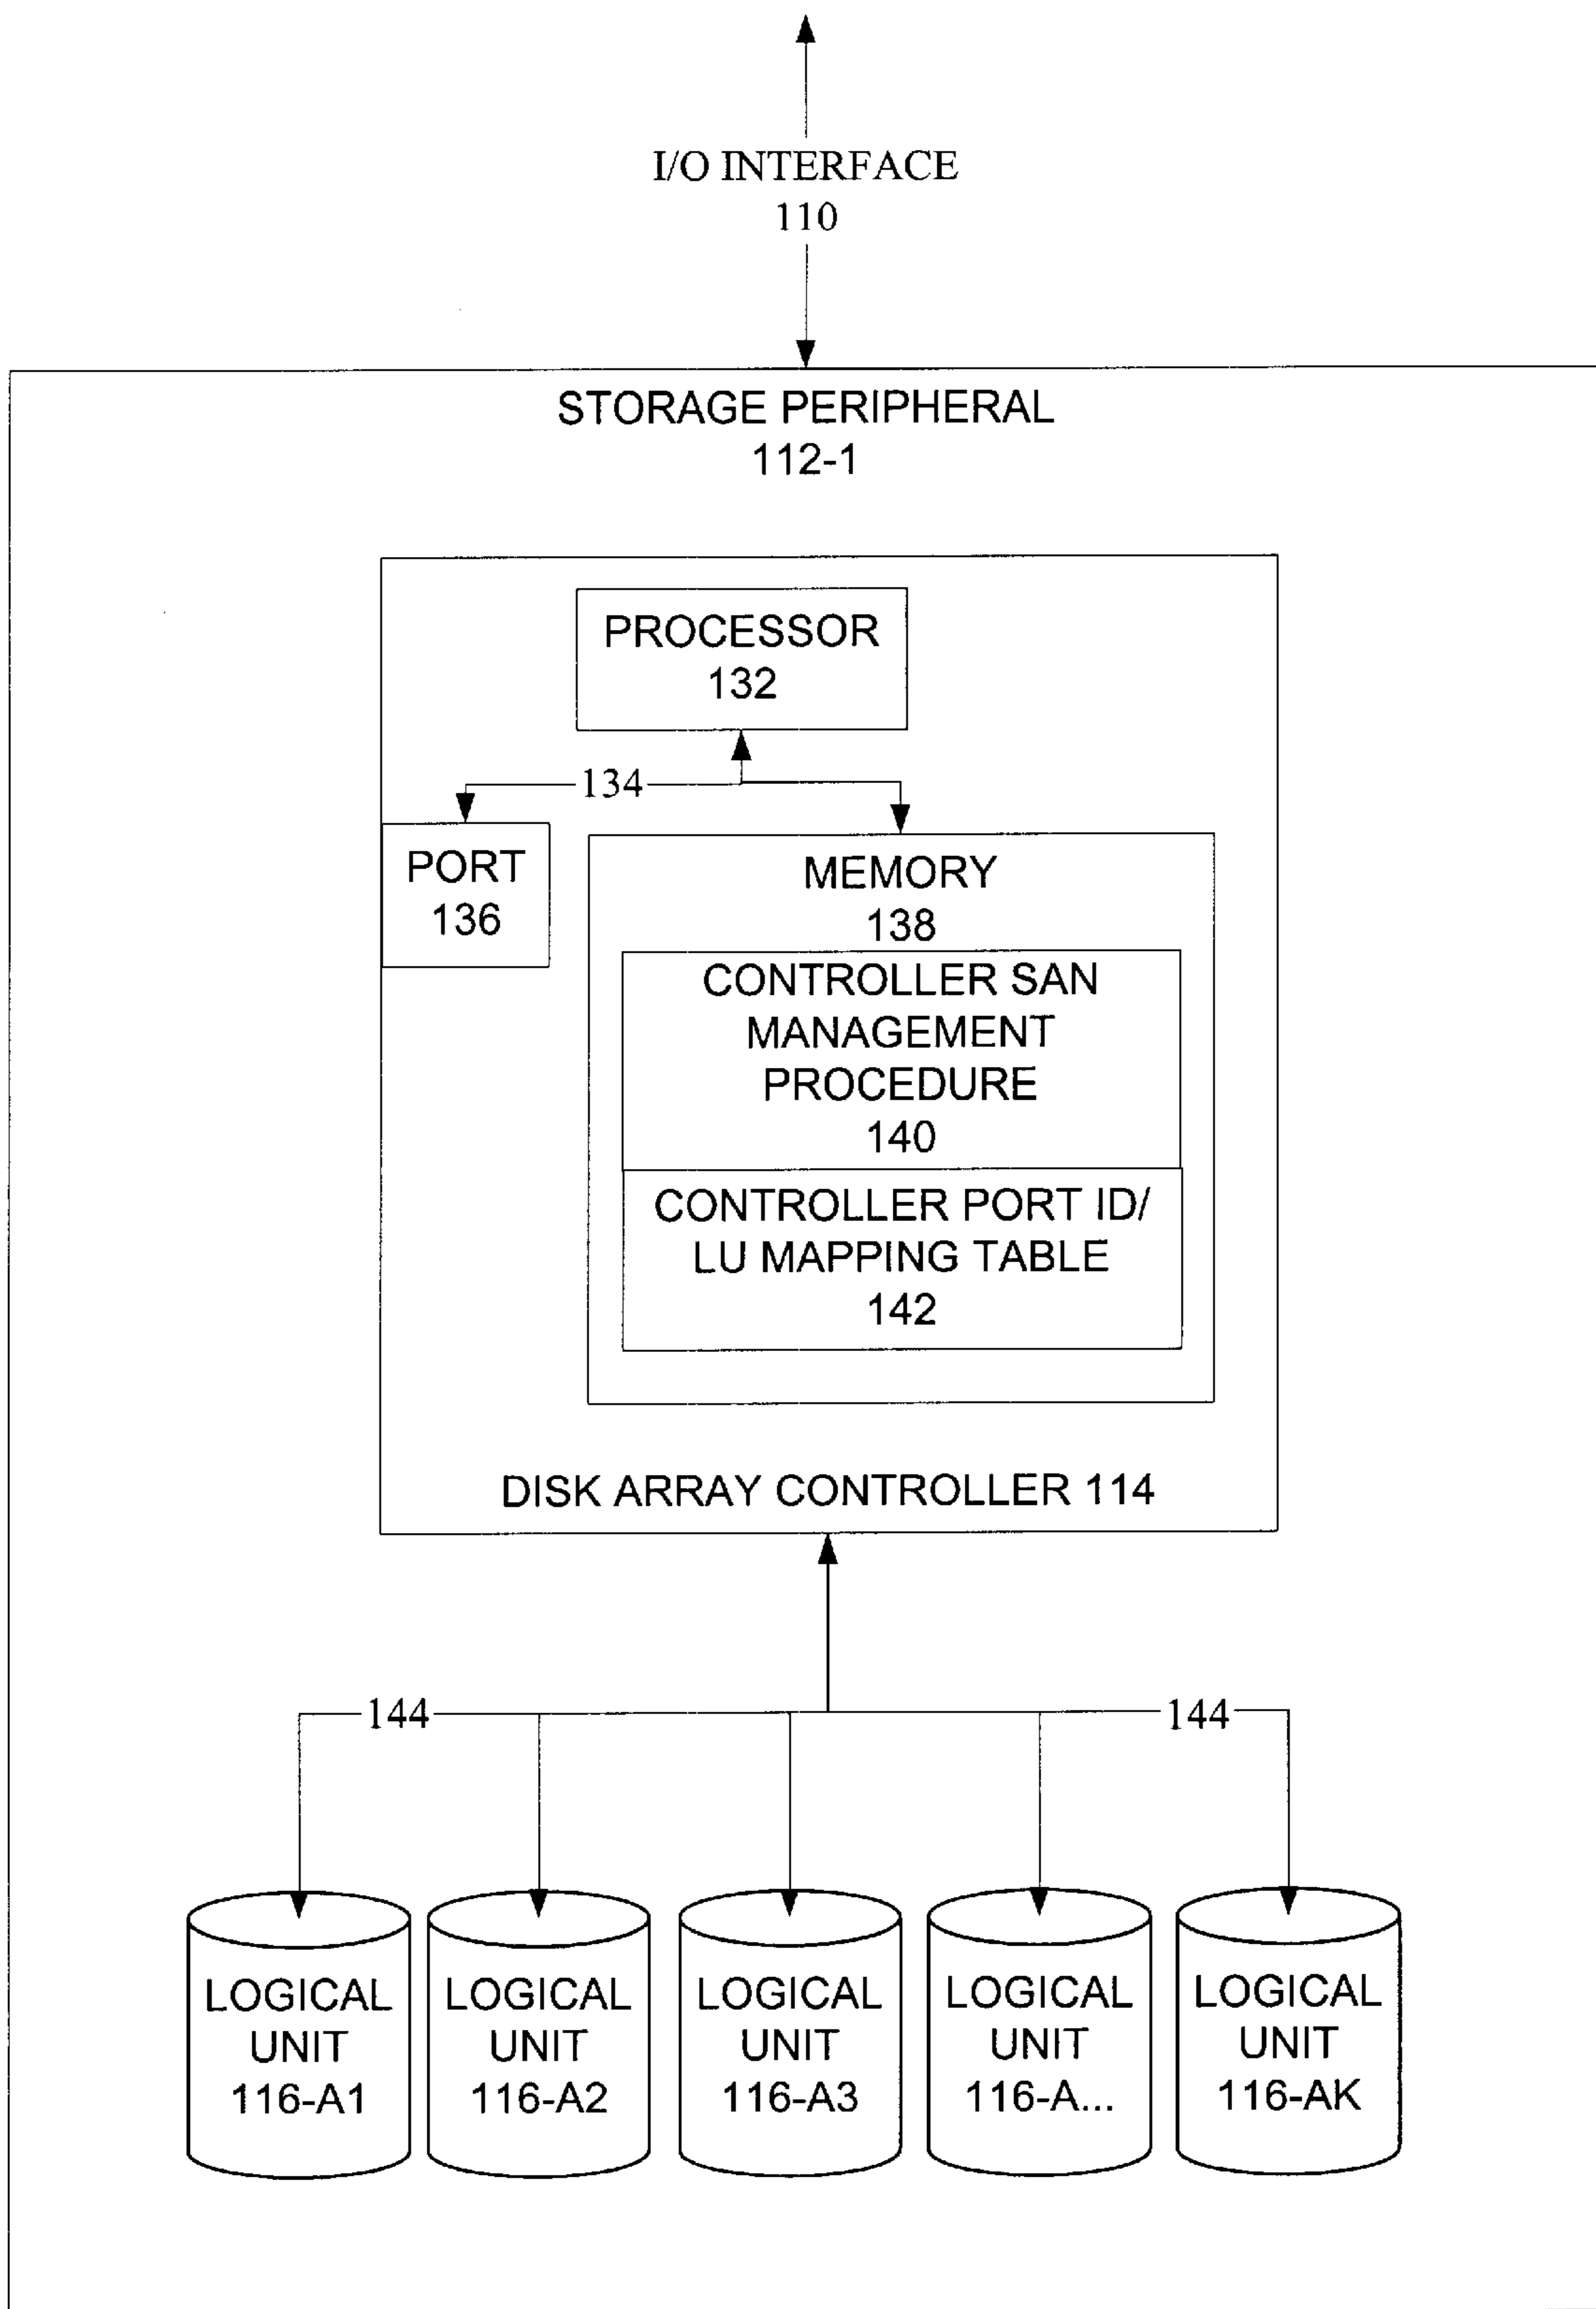 I/O INTERFACE
110
STORAGE PERIPHERAL
112-1
PROCESSOR
132
134
PORT
136
MEMORY
138
CONTROLLER SAN
MANAGEMENT
PROCEDURE
140
CONTROLLER PORT ID/
LU MAPPING TABLE
142
DISK ARRAY CONTROLLER 114
144
144
LOGICAL
UNIT
116-A1
LOGICAL
UNIT
116-A2
LOGICAL
UNIT
116-A3
LOGICAL
UNIT
116-A...
LOGICAL
UNIT
116-AK